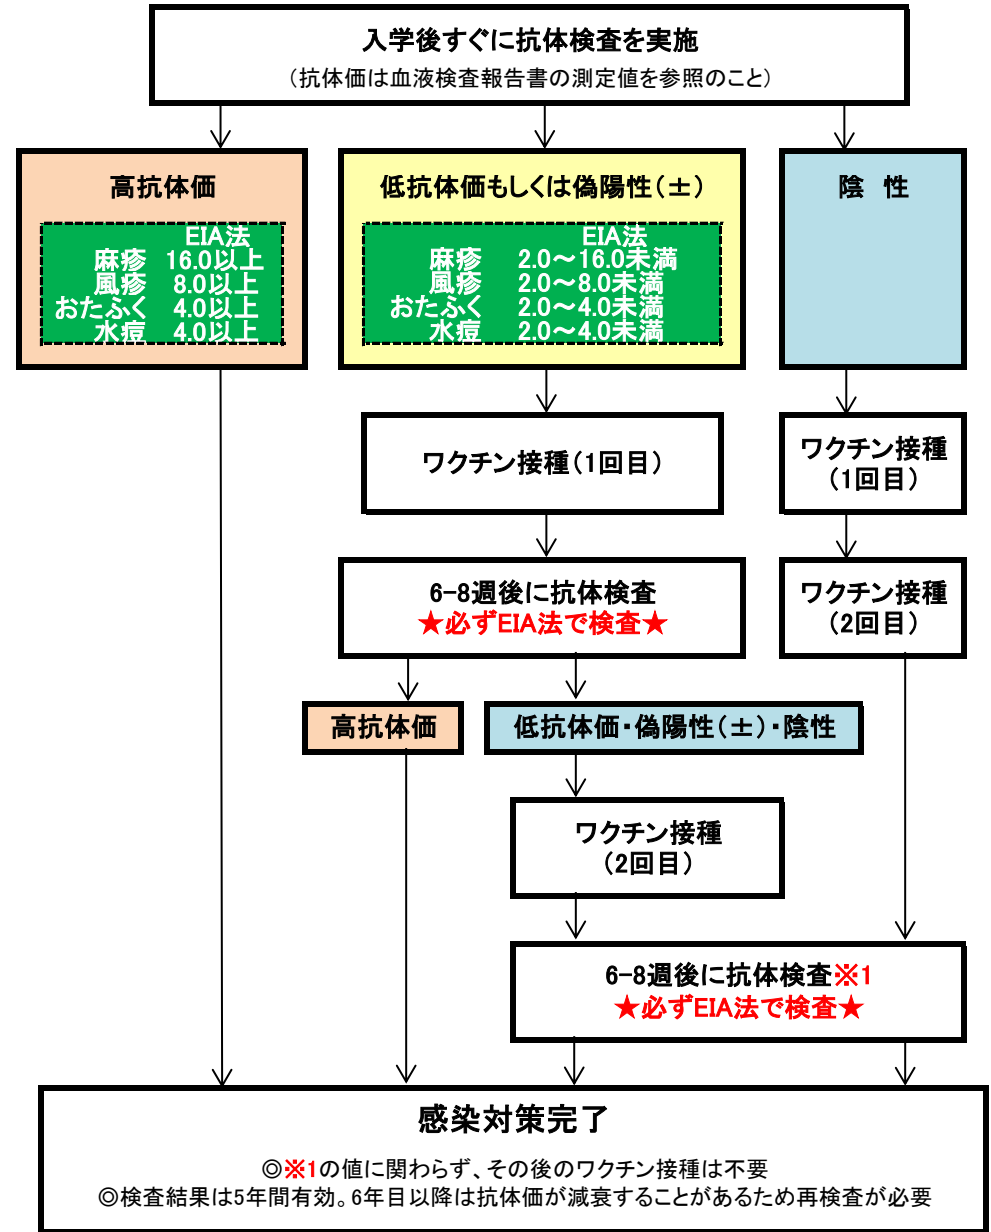 入学後すぐに抗体検査を実施
（抗体価は血液検査報告書の測定値を参照のこと）
高抗体価
EIA法
麻疹 16.0以上
風疹 8.0以上
おたふく 4.0以上
水痘 4.0以上
低抗体価もしくは偽陽性（±）
EIA法
麻疹 2.0～16.0未満
風疹 2.0～8.0未満
おたふく 2.0～4.0未満
水痘 2.0～4.0未満
陰 性
ワクチン接種（1回目）
ワクチン接種
（1回目）
6-8週後に抗体検査
★必ずEIA法で検査★
ワクチン接種
（2回目）
高抗体価
低抗体価・偽陽性（±）・陰性
ワクチン接種
（2回目）
6-8週後に抗体検査※1
★必ずEIA法で検査★
感染対策完了
◎※1の値に関わらず、その後のワクチン接種は不要
◎検査結果は5年間有効。6年目以降は抗体価が減衰することがあるため再検査が必要